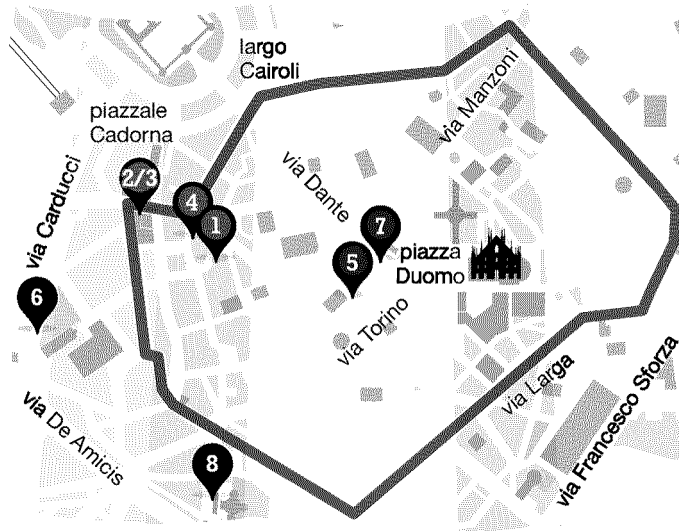 largo
Cairoli
piazzale
Cadorna
via Manzoni
2/3
via Carducci
via Dante
4
1
7
piazza
Duomo
5
6
via Torino
via Larga
via Francesco Sforza
via De Amicis
8